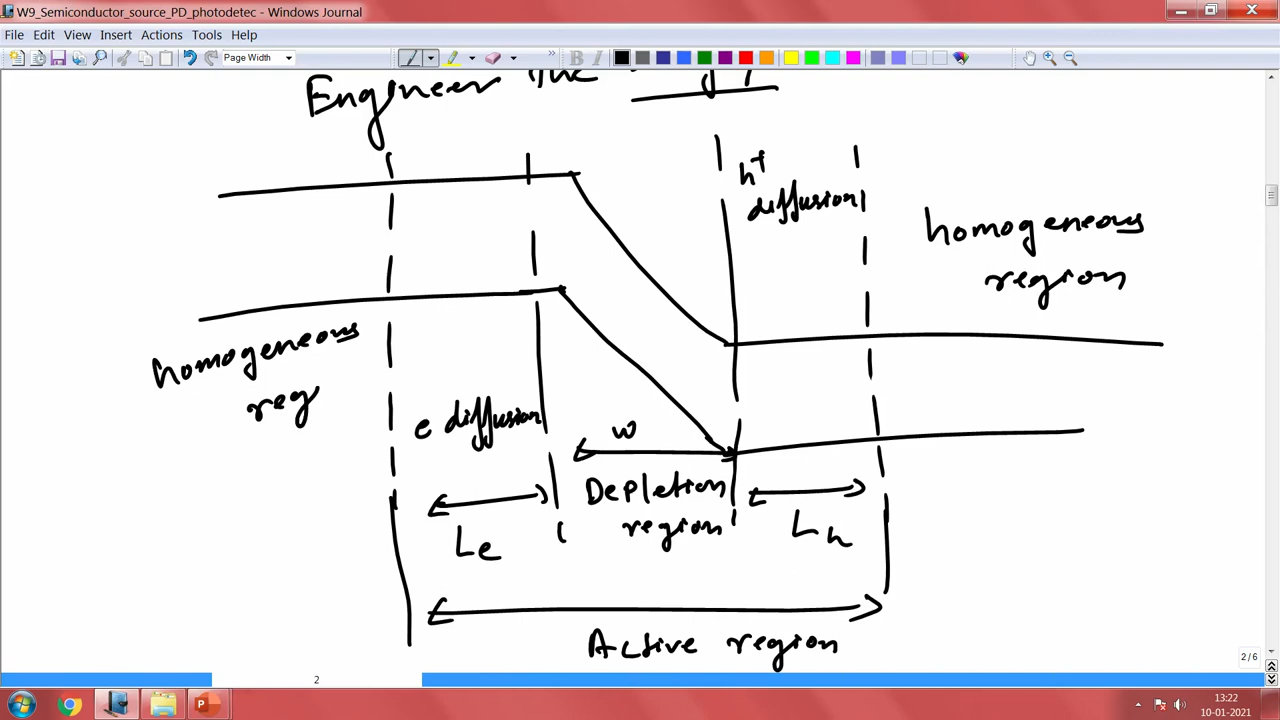 W9_Semiconductor_source_PD_photodetec - Windows Journal
File Edit View Insert Actions Tools Help
Page Width
B I
Engineer the
h+
diffusion
homogeneous
region
homogeneous
reg
e diffusion
w
Depletion
region
Le
Lh
Active region
2 / 6
2
13:22
10-01-2021